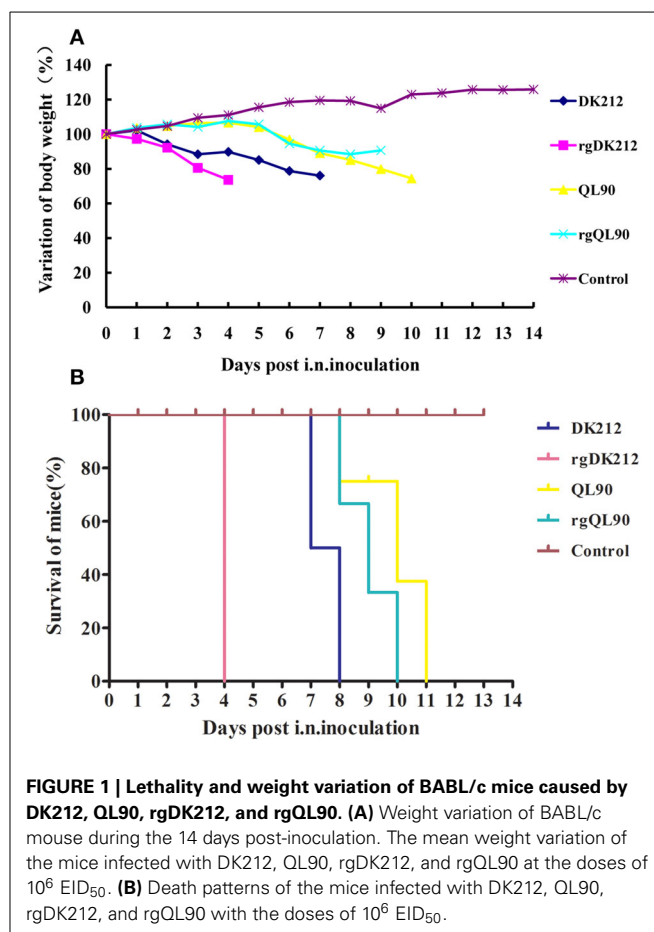 A
Variation of body weight (%)
140
120
100
80
60
40
20
0
0 1 2 3 4 5 6 7 8 9 10 11 12 13 14
Days post i.n.inoculation
DK212
rgDK212
QL90
rgQL90
Control
B
Survival of mice(%)
100
80
60
40
20
0
0 1 2 3 4 5 6 7 8 9 10 11 12 13 14
Days post i.n.inoculation
DK212
rgDK212
QL90
rgQL90
Control
FIGURE 1 | Lethality and weight variation of BABL/c mice caused by
DK212, QL90, rgDK212, and rgQL90. (A) Weight variation of BABL/c
mouse during the 14 days post-inoculation. The mean weight variation of
the mice infected with DK212, QL90, rgDK212, and rgQL90 at the doses of
10⁶ EID₅₀. (B) Death patterns of the mice infected with DK212, QL90,
rgDK212, and rgQL90 with the doses of 10⁶ EID₅₀.